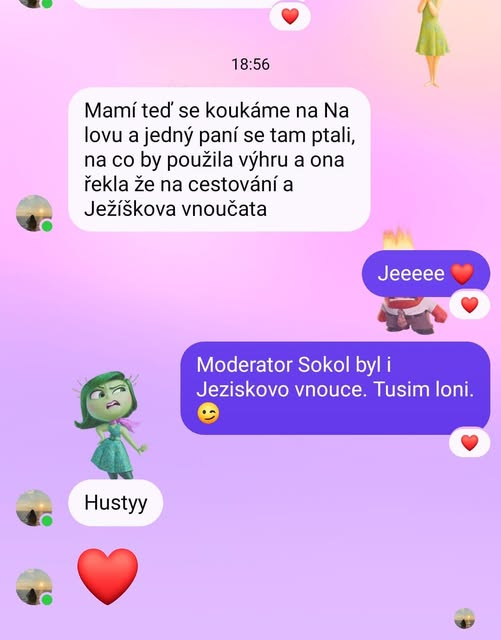 18:56
Mamí teď se koukáme na Na
lovu a jedný paní se tam ptali,
na co by použila výhru a ona
řekla že na cestování a
Ježíškova vnoučata
Jeeeee ❤️
Moderator Sokol byl i
Jeziskovo vnouce. Tusim loni.
😉
Hustyy